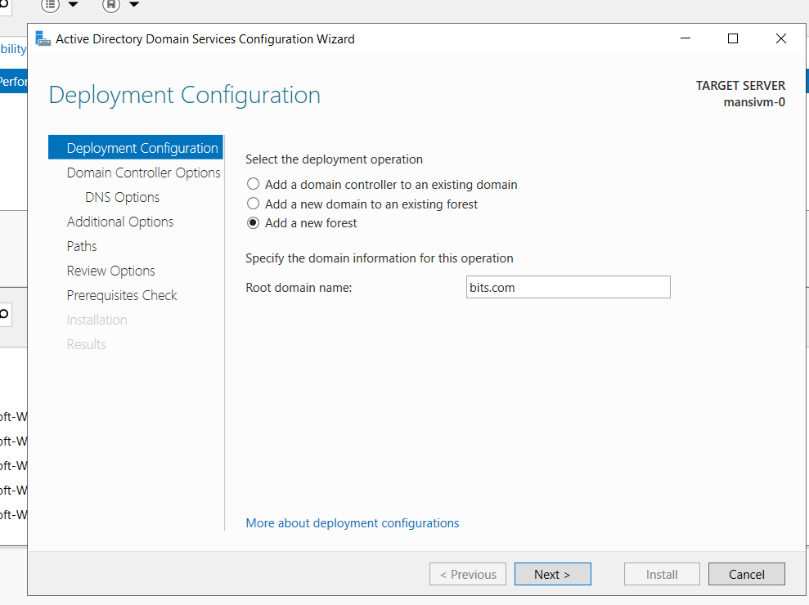 bility
Active Directory Domain Services Configuration Wizard
Perfor
Deployment Configuration
TARGET SERVER
mansivm-0
Deployment Configuration
Domain Controller Options
DNS Options
Additional Options
Paths
Review Options
Prerequisites Check
Installation
Results
Select the deployment operation
Add a domain controller to an existing domain
Add a new domain to an existing forest
Add a new forest
Specify the domain information for this operation
Root domain name: bits.com
oft-W
oft-W
oft-W
oft-W
oft-W
More about deployment configurations
< Previous Next > Install Cancel